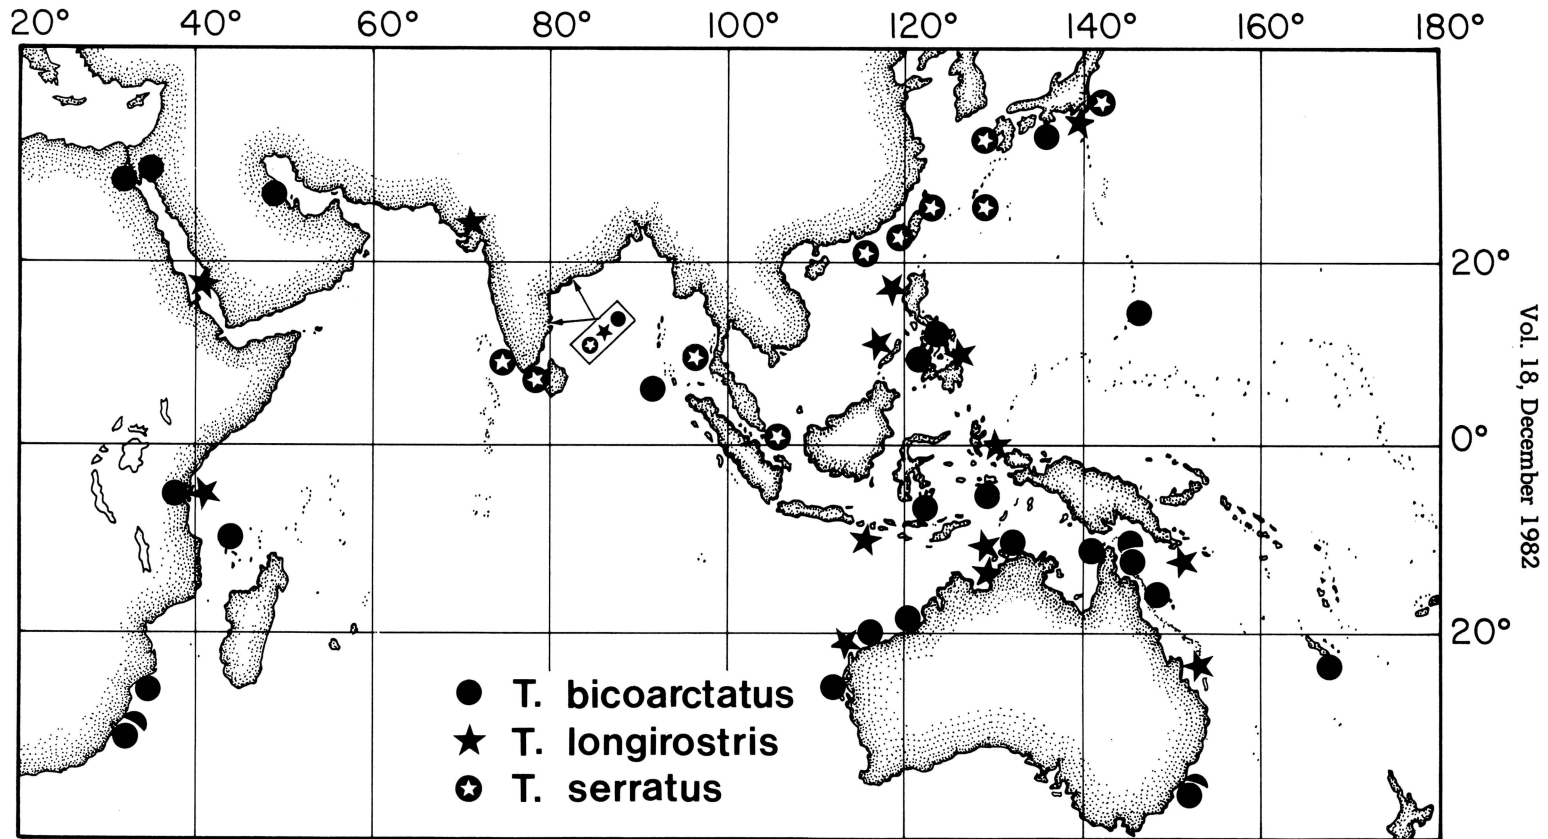 20° 40° 60° 80° 100° 120° 140° 160° 180°
20°
0°
20°
T. bicoarctatus
T. longirostris
T. serratus
Vol. 18, December 1982